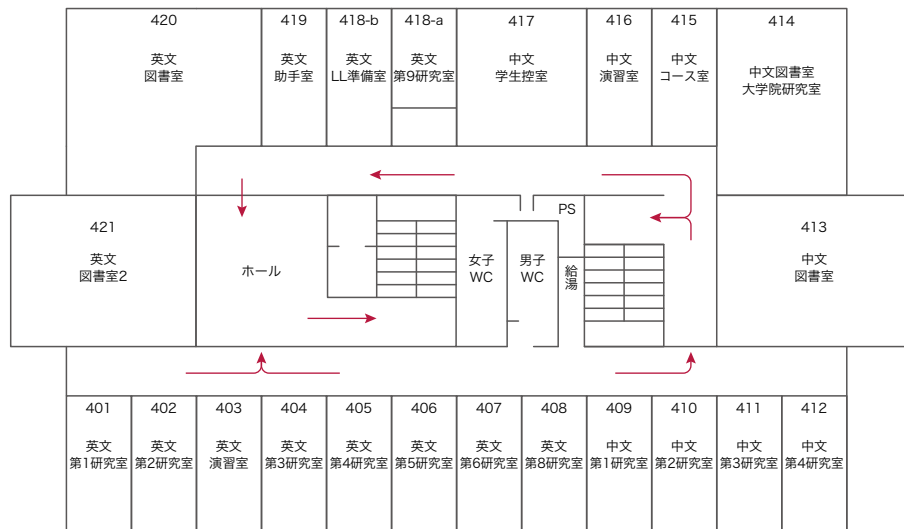 420
英文
図書室
419
英文
助手室
418-b
英文
LL準備室
418-a
英文
第9研究室
417
中文
学生控室
416
中文
演習室
415
中文
コース室
414
中文図書室
大学院研究室
421
英文
図書室2
ホール
女子
WC
男子
WC
PS
給湯
413
中文
図書室
401
英文
第1研究室
402
英文
第2研究室
403
英文
演習室
404
英文
第3研究室
405
英文
第4研究室
406
英文
第5研究室
407
英文
第6研究室
408
英文
第8研究室
409
中文
第1研究室
410
中文
第2研究室
411
中文
第3研究室
412
中文
第4研究室